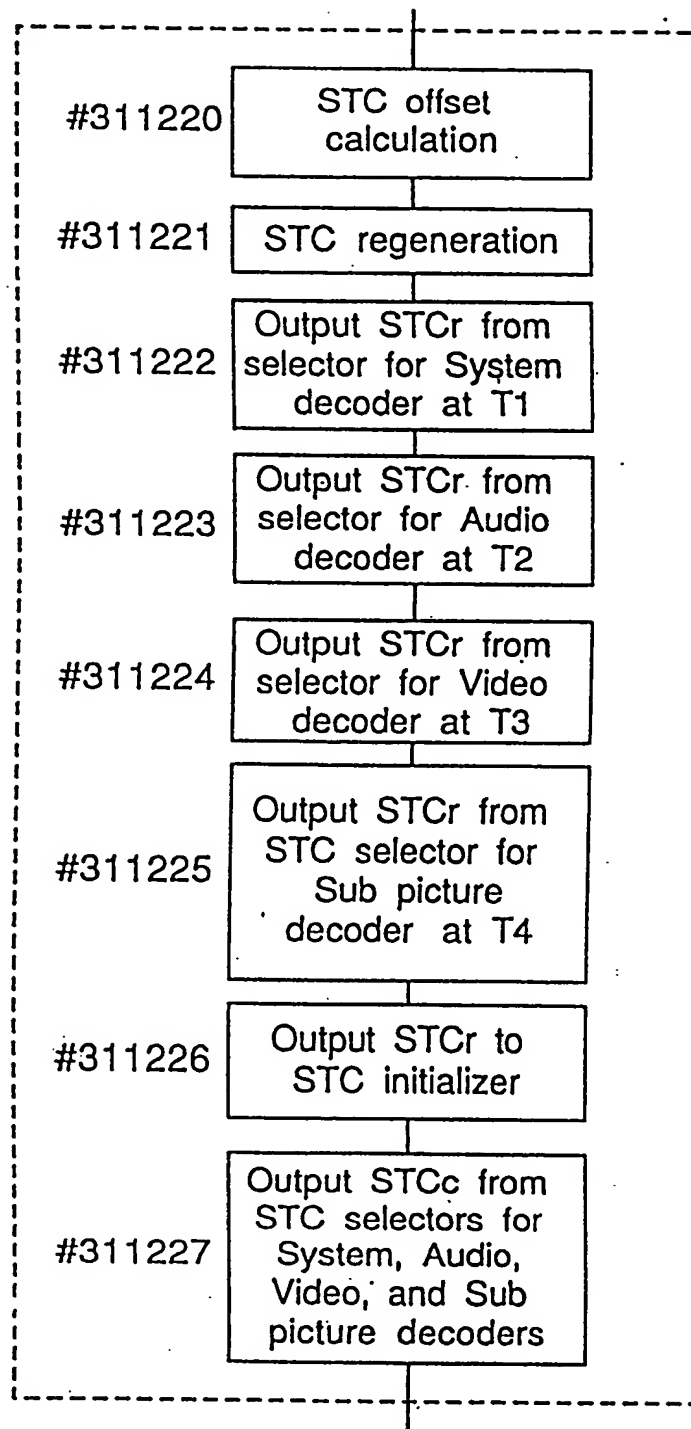 #311220
STC offset
calculation
#311221
STC regeneration
#311222
Output STCr from
selector for System
decoder at T1
#311223
Output STCr from
selector for Audio
decoder at T2
#311224
Output STCr from
selector for Video
decoder at T3
#311225
Output STCr from
STC selector for
Sub picture
decoder at T4
#311226
Output STCr to
STC initializer
#311227
Output STCc from
STC selectors for
System, Audio,
Video, and Sub
picture decoders